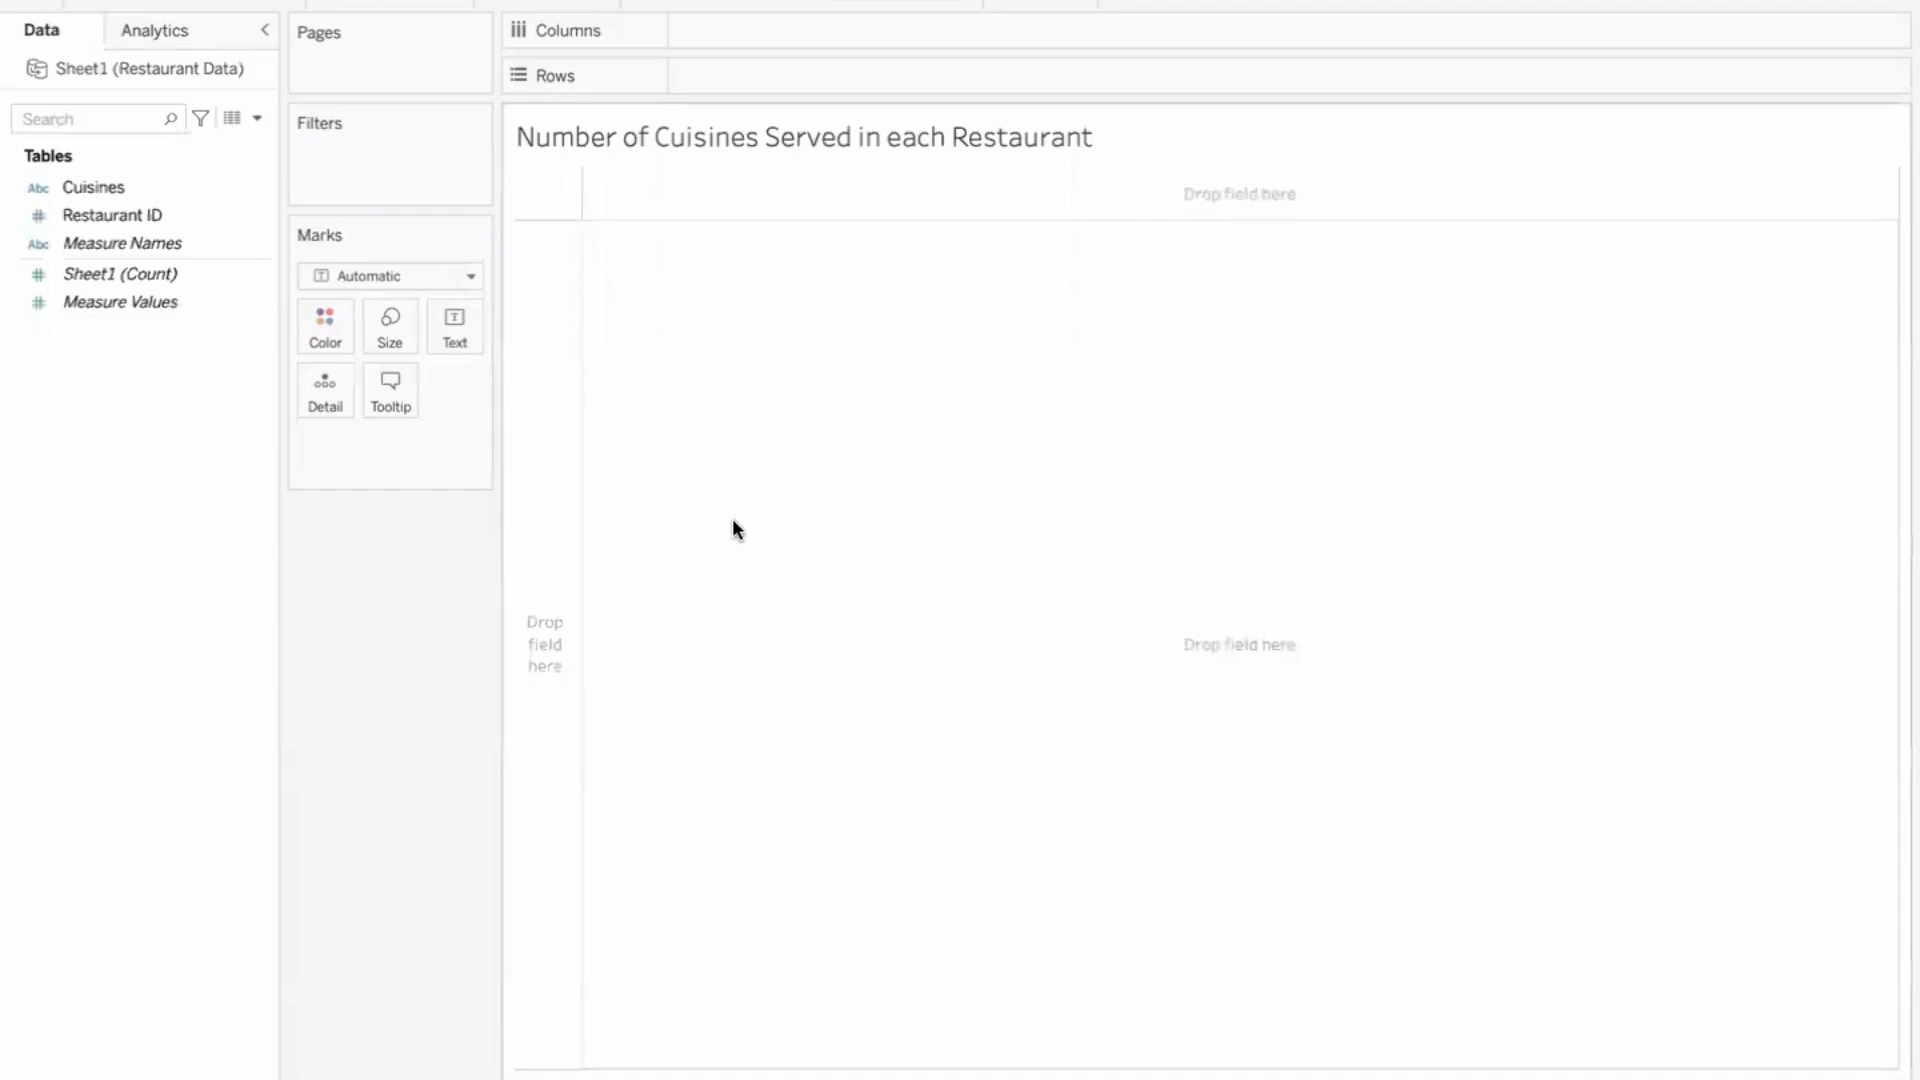 Data
Analytics
Sheet1 (Restaurant Data)
Search
Tables
Abc Cuisines
# Restaurant ID
Abc Measure Names
# Sheet1 (Count)
# Measure Values
Pages
Filters
Marks
T Automatic
Color
Size
T
Text
Detail
Tooltip
Columns
Rows
Number of Cuisines Served in each Restaurant
Drop field here
Drop
field
here
Drop field here